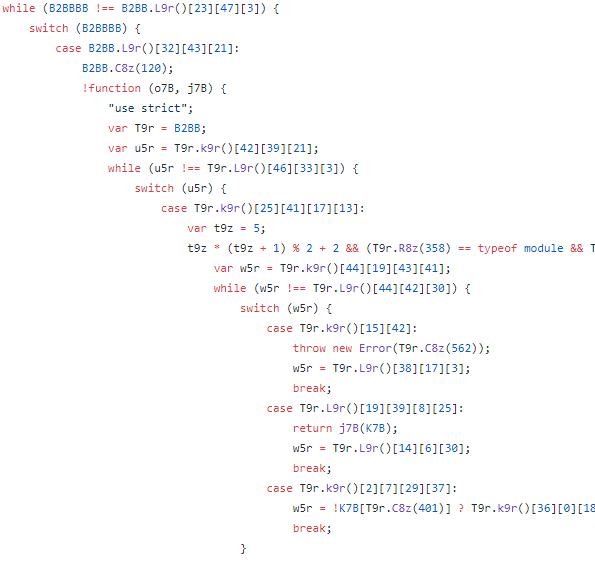 while (B2BBBB !== B2BB.L9r()[23][47][3]) {
switch (B2BBBB) {
case B2BB.L9r()[32][43][21]:
B2BB.C8z(120);
!function (o7B, j7B) {
"use strict";
var T9r = B2BB;
var u5r = T9r.k9r()[42][39][21];
while (u5r !== T9r.L9r()[46][33][3]) {
switch (u5r) {
case T9r.k9r()[25][41][17][13]:
var t9z = 5;
t9z * (t9z + 1) % 2 + 2 && (T9r.R8z(358) == typeof module && T
var w5r = T9r.k9r()[44][19][43][41];
while (w5r !== T9r.L9r()[44][42][30]) {
switch (w5r) {
case T9r.k9r()[15][42]:
throw new Error(T9r.C8z(562));
w5r = T9r.L9r()[38][17][3];
break;
case T9r.L9r()[19][39][8][25]:
return j7B(K7B);
w5r = T9r.L9r()[14][6][30];
break;
case T9r.k9r()[2][7][29][37]:
w5r = !K7B[T9r.C8z(401)] ? T9r.k9r()[36][0][18
break;
}